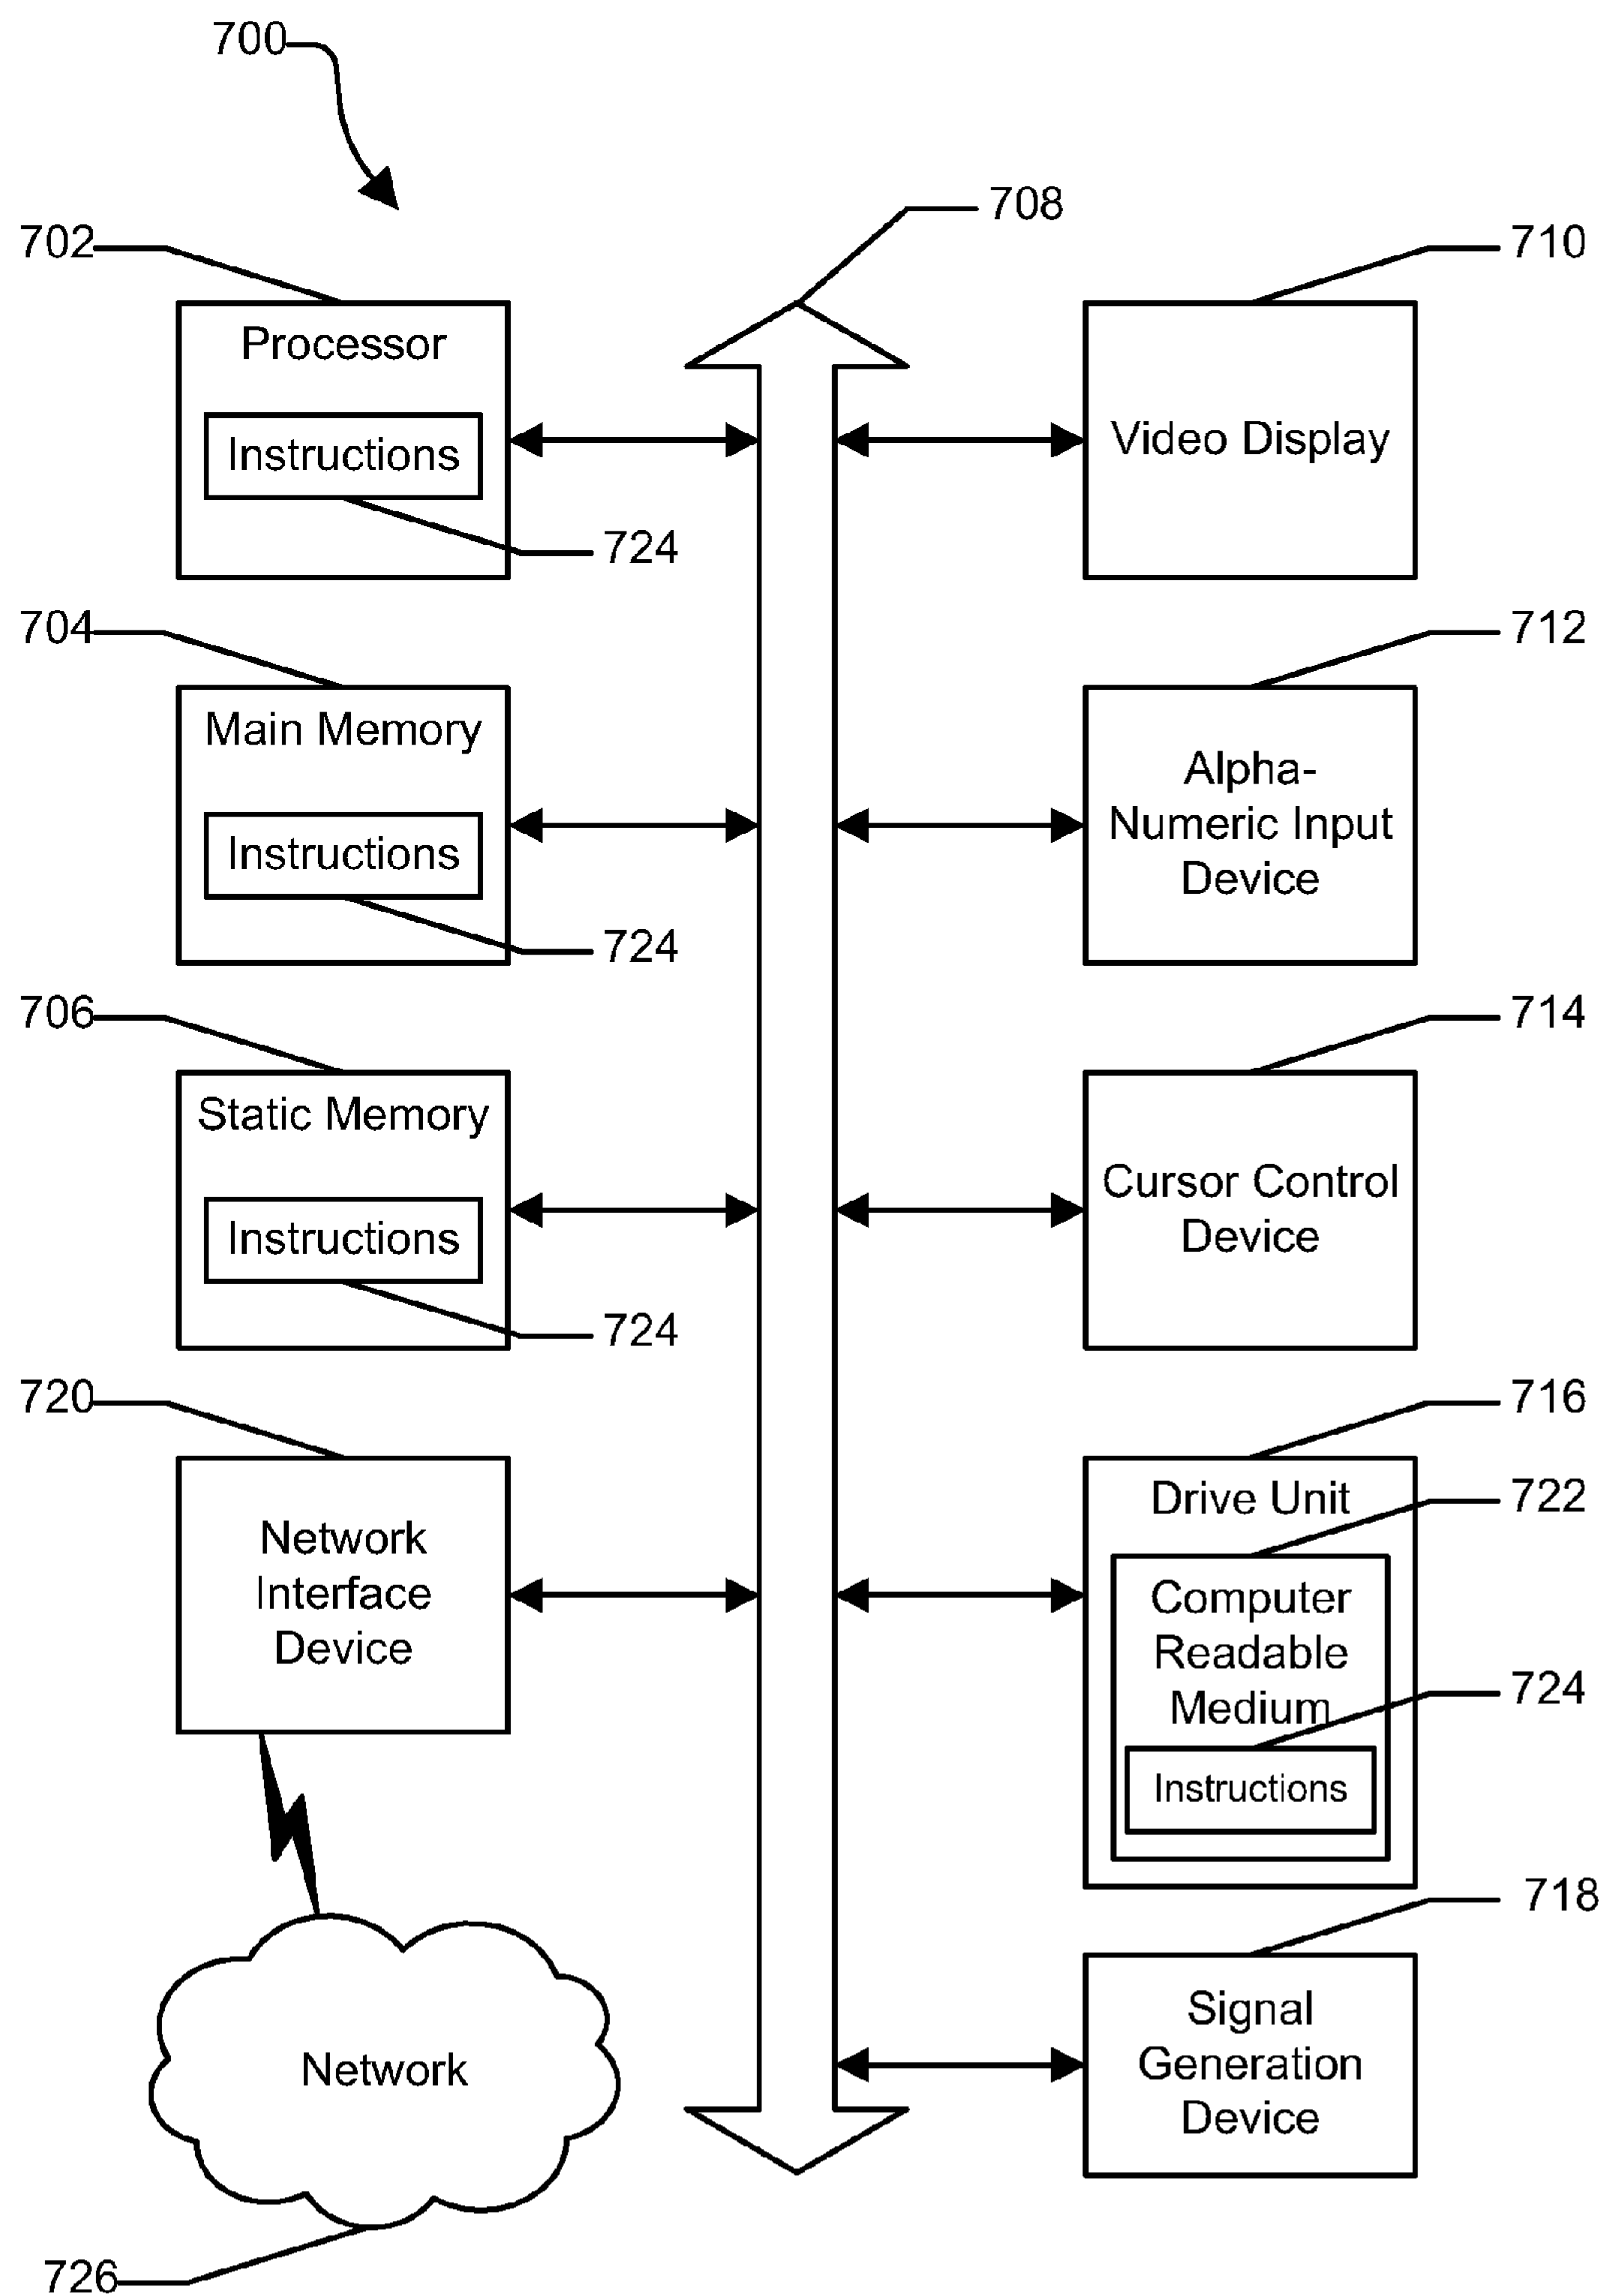 700
708
702
710
Processor
Instructions
Video Display
724
704
712
Main Memory
Alpha-
Numeric Input
Device
Instructions
724
706
714
Static Memory
Cursor Control
Device
Instructions
724
720
716
Drive Unit
722
Network
Interface
Device
Computer
Readable
Medium
724
Instructions
718
Signal
Generation
Device
Network
726